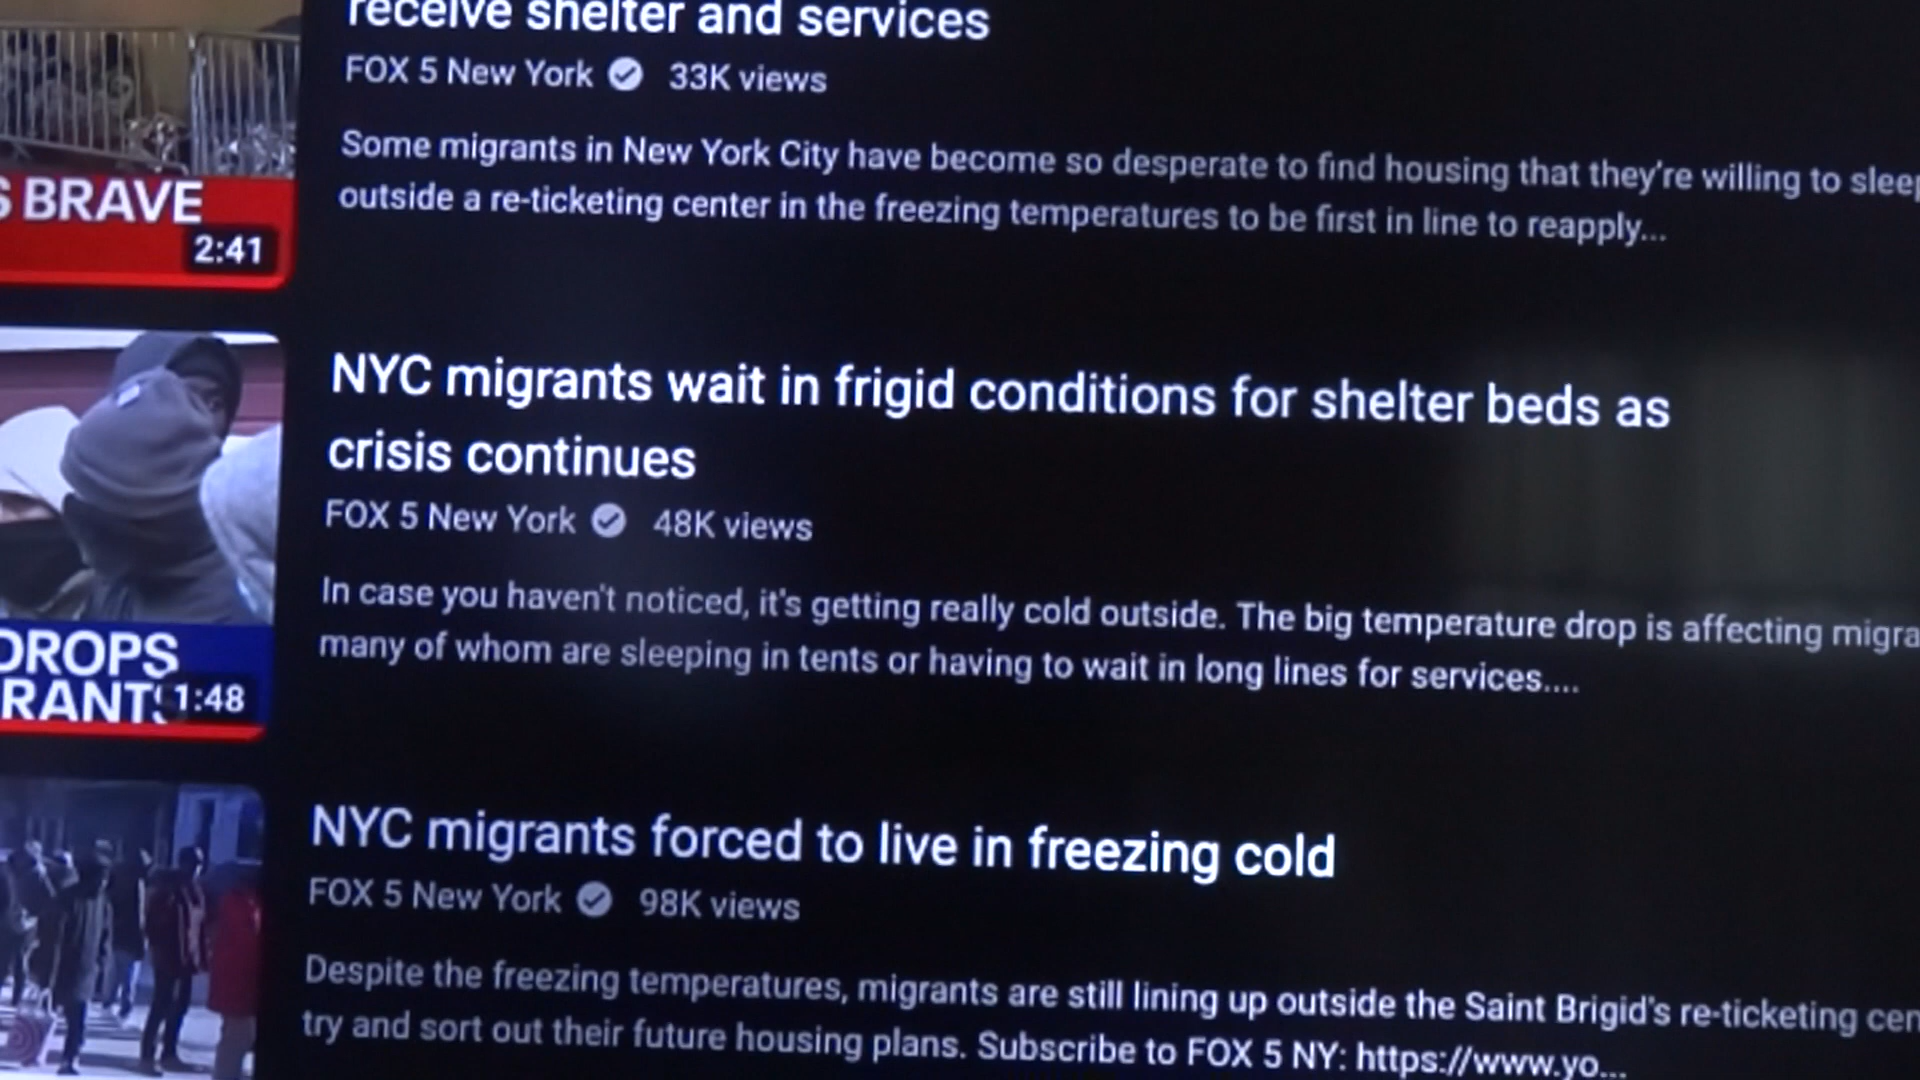 receive shelter and services
FOX 5 New York 33K views
Some migrants in New York City have become so desperate to find housing that they're willing to sleep
outside a re-ticketing center in the freezing temperatures to be first in line to reapply...
S BRAVE
2:41
NYC migrants wait in frigid conditions for shelter beds as
crisis continues
FOX 5 New York 48K views
In case you haven't noticed, it's getting really cold outside. The big temperature drop is affecting migra
many of whom are sleeping in tents or having to wait in long lines for services....
DROPS
RANTS
1:48
NYC migrants forced to live in freezing cold
FOX 5 New York 98K views
Despite the freezing temperatures, migrants are still lining up outside the Saint Brigid's re-ticketing cen
try and sort out their future housing plans. Subscribe to FOX 5 NY: https://www.yo...